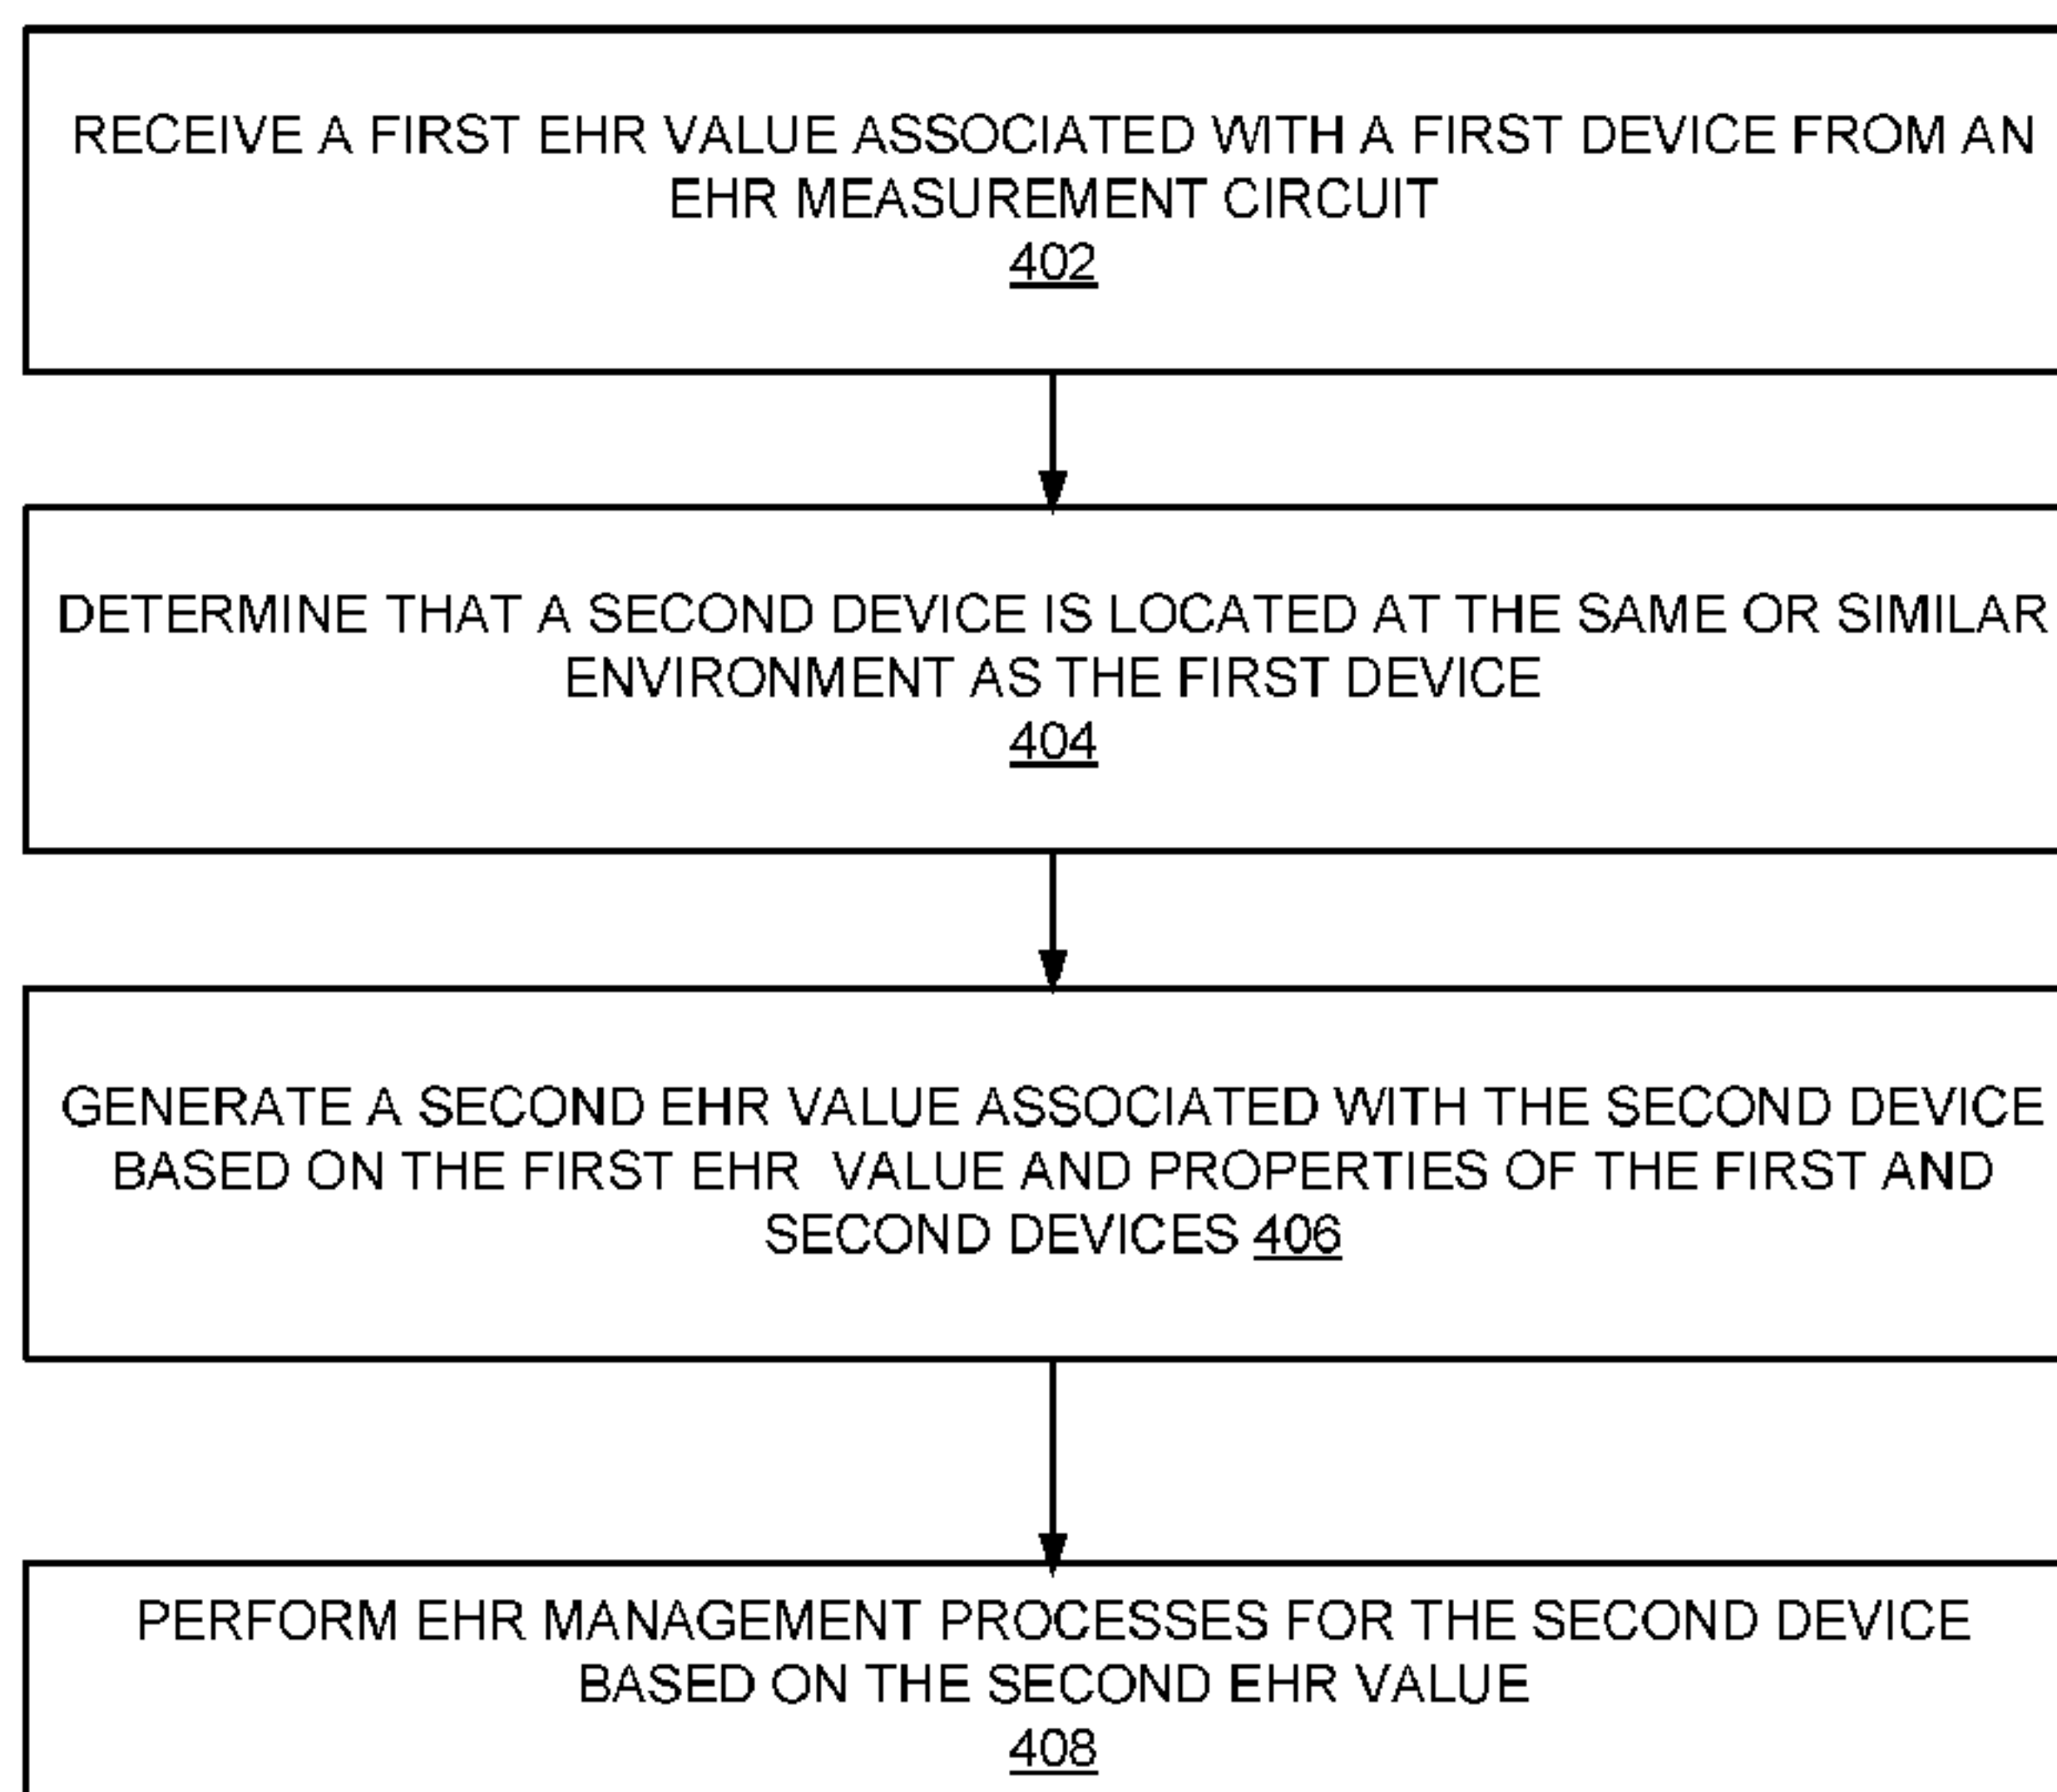 RECEIVE A FIRST EHR VALUE ASSOCIATED WITH A FIRST DEVICE FROM AN
EHR MEASUREMENT CIRCUIT
402
DETERMINE THAT A SECOND DEVICE IS LOCATED AT THE SAME OR SIMILAR
ENVIRONMENT AS THE FIRST DEVICE
404
GENERATE A SECOND EHR VALUE ASSOCIATED WITH THE SECOND DEVICE
BASED ON THE FIRST EHR VALUE AND PROPERTIES OF THE FIRST AND
SECOND DEVICES 406
PERFORM EHR MANAGEMENT PROCESSES FOR THE SECOND DEVICE
BASED ON THE SECOND EHR VALUE
408